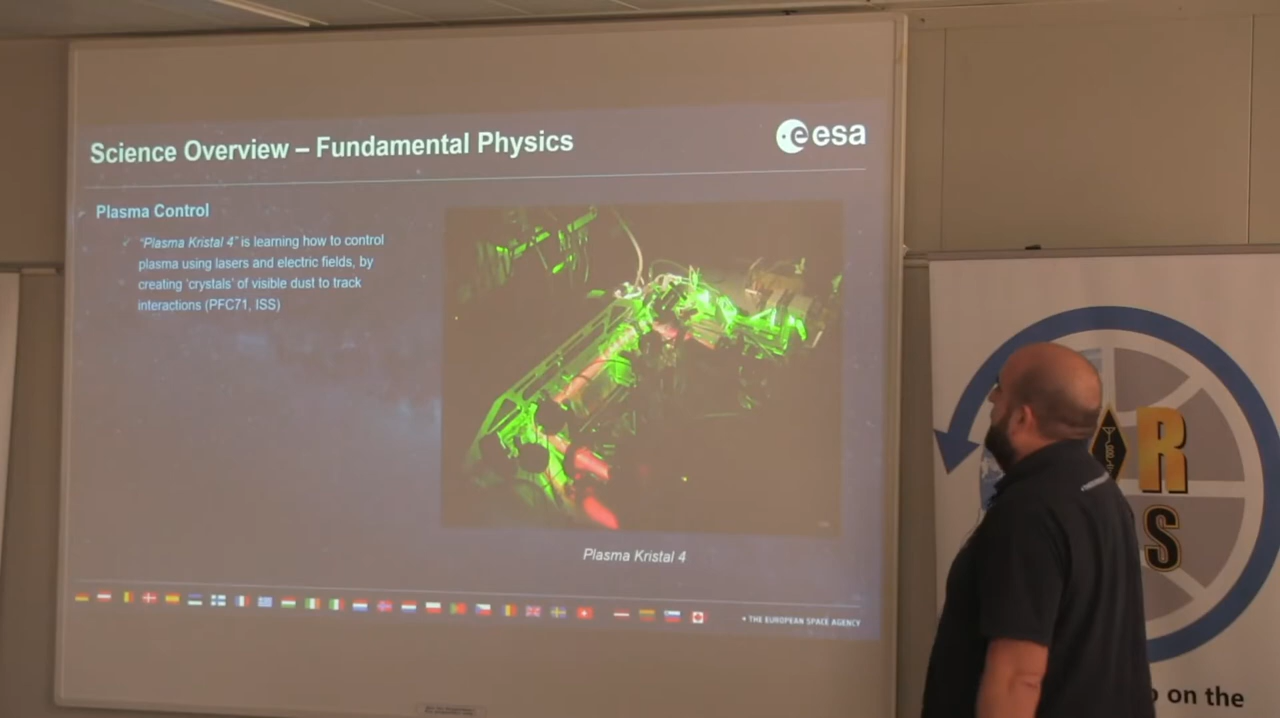 Science Overview – Fundamental Physics
esa
Plasma Control
“Plasma Kristal 4” is learning how to control
plasma using lasers and electric fields, by
creating ‘crystals’ of visible dust to track
interactions (PFC71, ISS)
Plasma Kristal 4
THE EUROPEAN SPACE AGENCY
R
S
on the